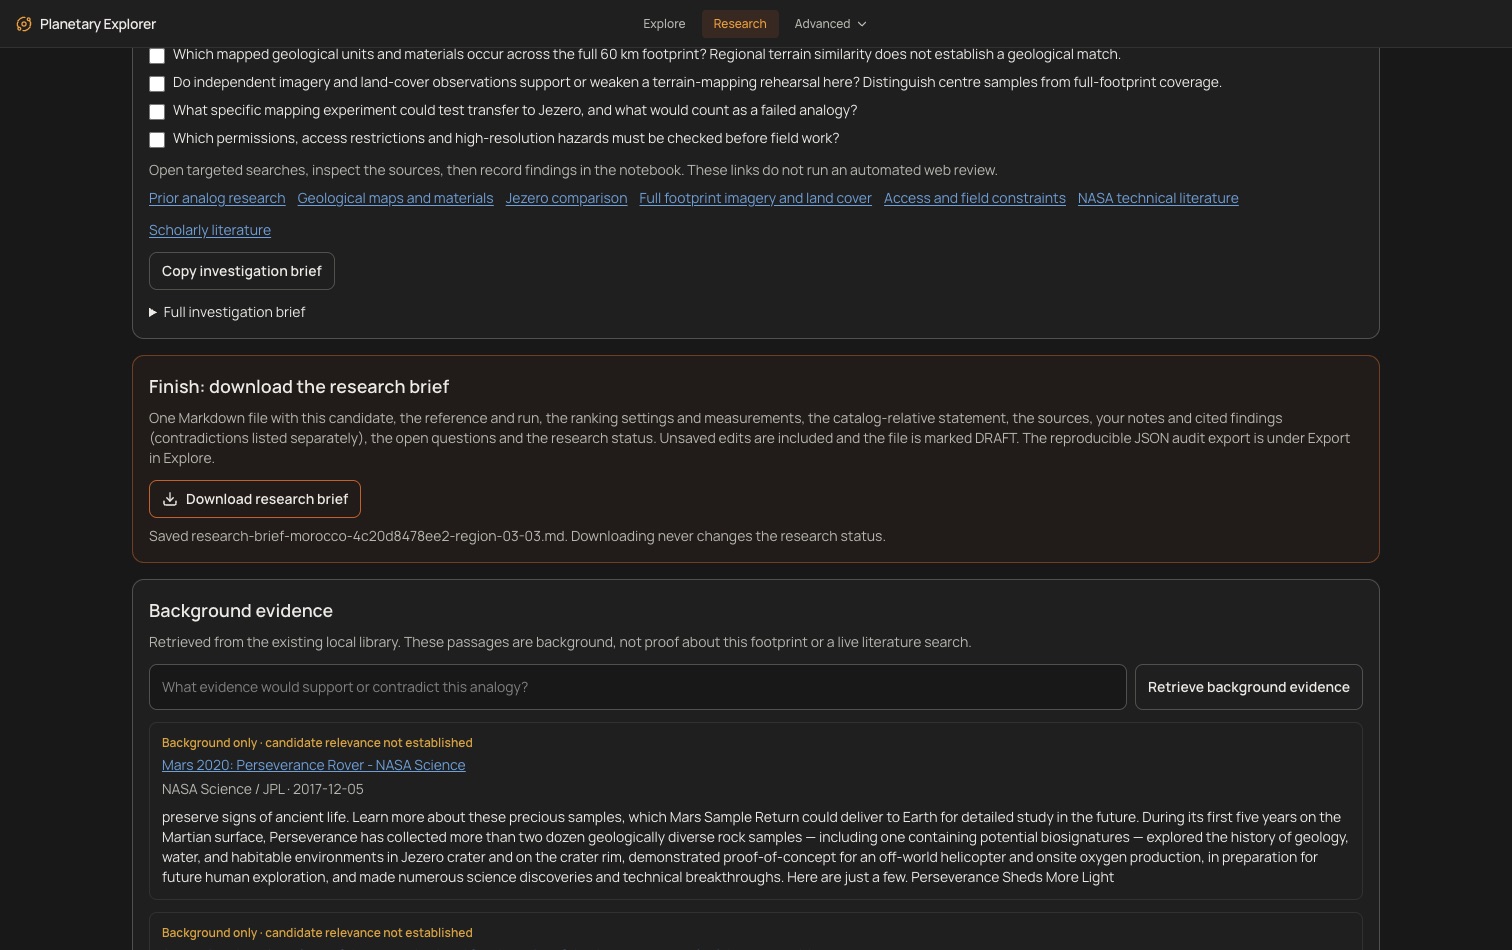 Planetary Explorer
Explore
Research
Advanced
Which mapped geological units and materials occur across the full 60 km footprint? Regional terrain similarity does not establish a geological match.
Do independent imagery and land-cover observations support or weaken a terrain-mapping rehearsal here? Distinguish centre samples from full-footprint coverage.
What specific mapping experiment could test transfer to Jezero, and what would count as a failed analogy?
Which permissions, access restrictions and high-resolution hazards must be checked before field work?
Open targeted searches, inspect the sources, then record findings in the notebook. These links do not run an automated web review.
Prior analog research Geological maps and materials Jezero comparison Full footprint imagery and land cover Access and field constraints NASA technical literature
Scholarly literature
Copy investigation brief
Full investigation brief
Finish: download the research brief
One Markdown file with this candidate, the reference and run, the ranking settings and measurements, the catalog-relative statement, the sources, your notes and cited findings
(contradictions listed separately), the open questions and the research status. Unsaved edits are included and the file is marked DRAFT. The reproducible JSON audit export is under Export
in Explore.
Download research brief
Saved research-brief-morocco-4c20d8478ee2-region-03-03.md. Downloading never changes the research status.
Background evidence
Retrieved from the existing local library. These passages are background, not proof about this footprint or a live literature search.
What evidence would support or contradict this analogy?
Retrieve background evidence
Background only · candidate relevance not established
Mars 2020: Perseverance Rover - NASA Science
NASA Science / JPL · 2017-12-05
preserve signs of ancient life. Learn more about these precious samples, which Mars Sample Return could deliver to Earth for detailed study in the future. During its first five years on the
Martian surface, Perseverance has collected more than two dozen geologically diverse rock samples — including one containing potential biosignatures — explored the history of geology,
water, and habitable environments in Jezero crater and on the crater rim, demonstrated proof-of-concept for an off-world helicopter and onsite oxygen production, in preparation for
future human exploration, and made numerous science discoveries and technical breakthroughs. Here are just a few. Perseverance Sheds More Light
Background only · candidate relevance not established